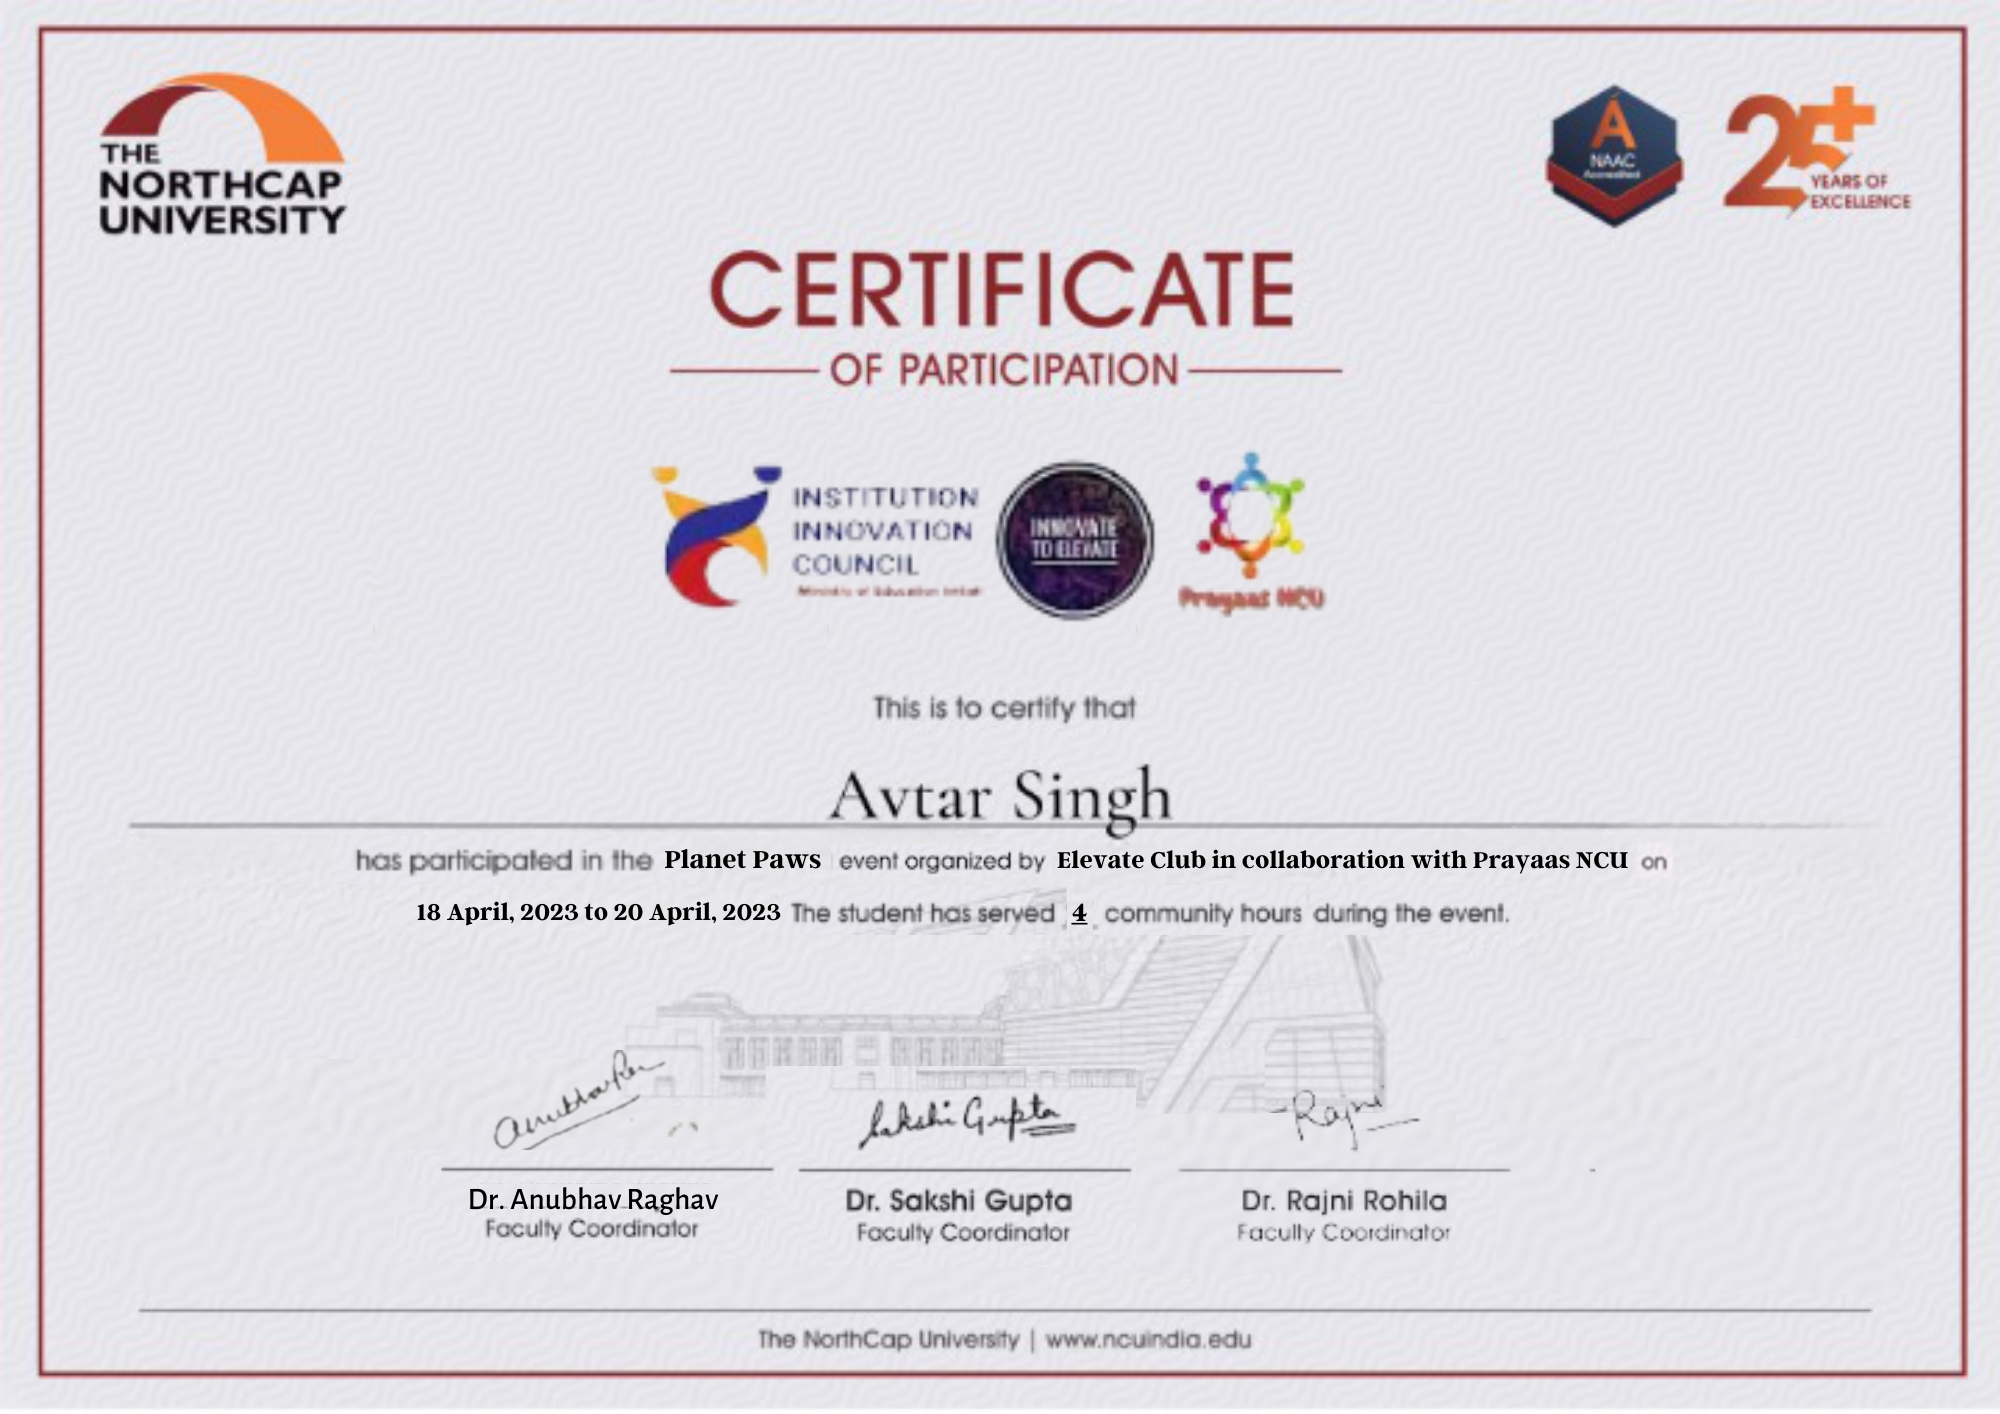 THE
NORTHCAP
UNIVERSITY
A
NAAC
Accredited
25+
YEARS OF
EXCELLENCE
CERTIFICATE
OF PARTICIPATION
INSTITUTION
INNOVATION
COUNCIL
Ministry of Education
INNOVATE
TO ELEVATE
Prayaas NCU
This is to certify that
Avtar Singh
has participated in the Planet Paws event organized by Elevate Club in collaboration with Prayaas NCU on
18 April, 2023 to 20 April, 2023 The student has served 4 community hours during the event.
Sakshi Gupta
Dr. Anubhav Raghav
Faculty Coordinator
Dr. Sakshi Gupta
Faculty Coordinator
Dr. Rajni Rohila
Faculty Coordinator
The NorthCap University | www.ncuindia.edu